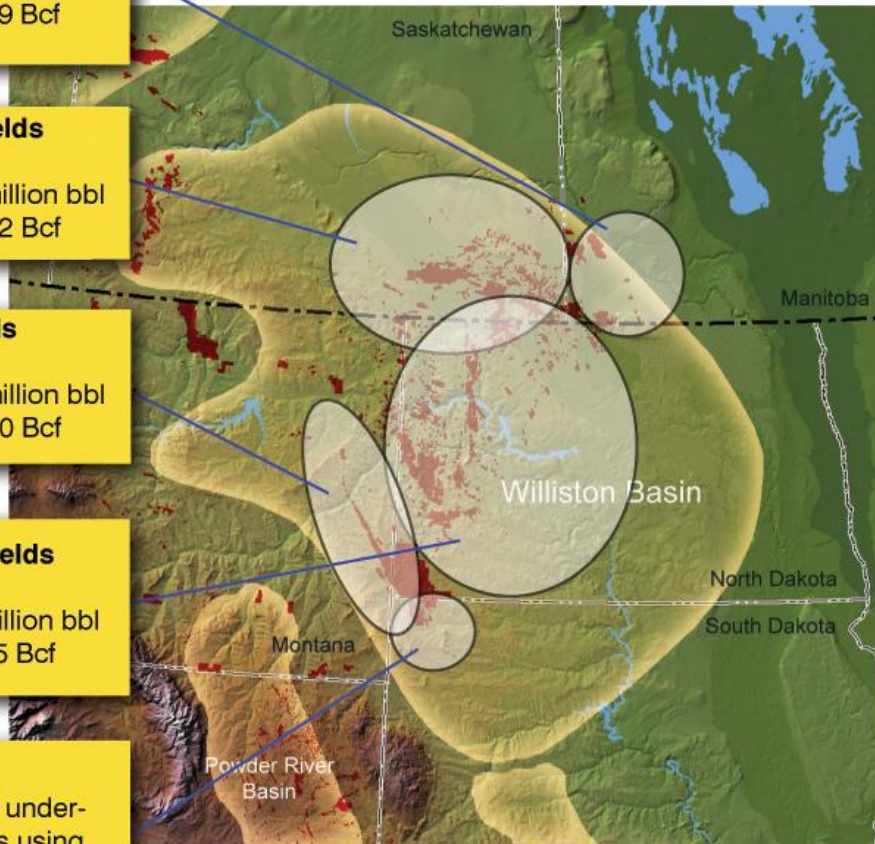 9 Bcf
elds
illion bbl
2 Bcf
ds
illion bbl
0 Bcf
elds
illion bbl
5 Bcf
under-
s using
Saskatchewan
Manitoba
Williston Basin
North Dakota
South Dakota
Montana
Powder River
Basin